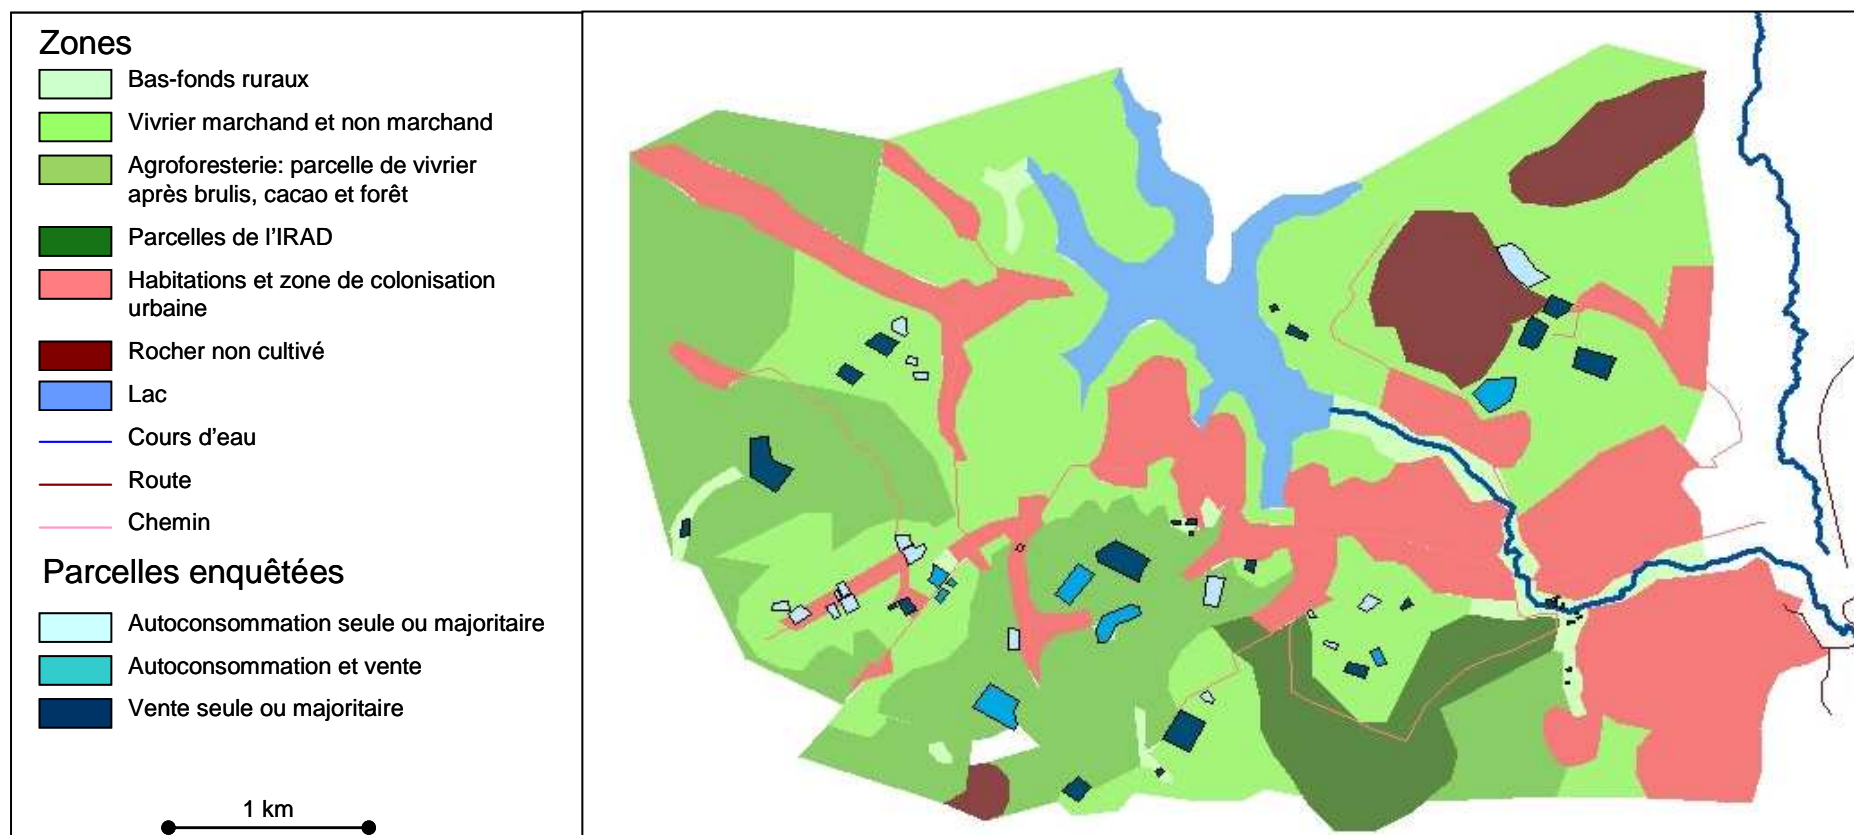 Zones
Bas-fonds ruraux
Vivrier marchand et non marchand
Agroforesterie: parcelle de vivrier
après brulis, cacao et forêt
Parcelles de l'IRAD
Habitations et zone de colonisation
urbaine
Rocher non cultivé
Lac
Cours d'eau
Route
Chemin
Parcelles enquêtées
Autoconsommation seule ou majoritaire
Autoconsommation et vente
Vente seule ou majoritaire
1 km